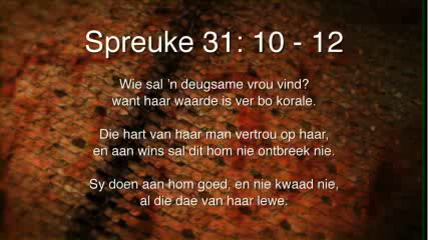 Spreuke 31: 10 - 12
Wie sal 'n deugsame vrou vind?
want haar waarde is ver bo korale.
Die hart van haar man vertrou op haar,
en aan wins sal dit hom nie ontbreek nie.
Sy doen aan hom goed, en nie kwaad nie,
al die dae van haar lewe.